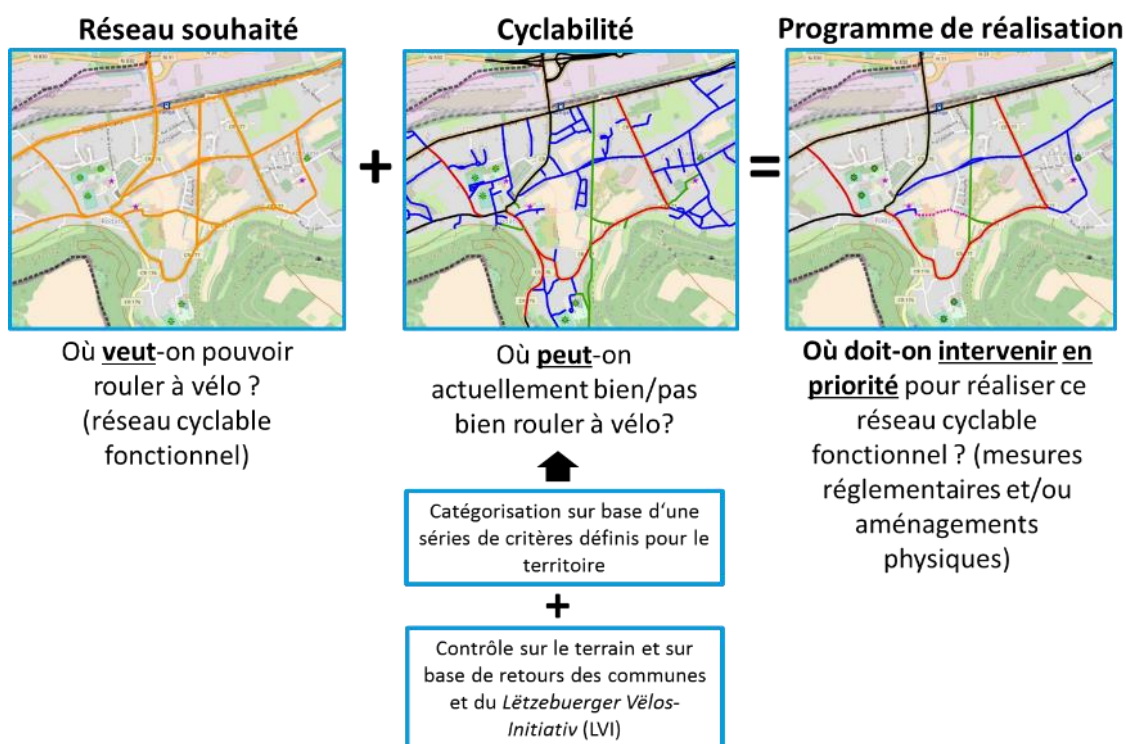 Réseau souhaité
Cyclabilité
Programme de réalisation
+
=
Où veut-on pouvoir
rouler à vélo ?
(réseau cyclable
fonctionnel)
Où peut-on
actuellement bien/pas
bien rouler à vélo?
Où doit-on intervenir en
priorité pour réaliser ce
réseau cyclable
fonctionnel ? (mesures
réglementaires et/ou
aménagements
physiques)
Catégorisation sur base d‘une
séries de critères définis pour le
territoire
+
Contrôle sur le terrain et sur
base de retours des communes
et du Lëtzebuerger Vëlos-
Initiativ (LVI)